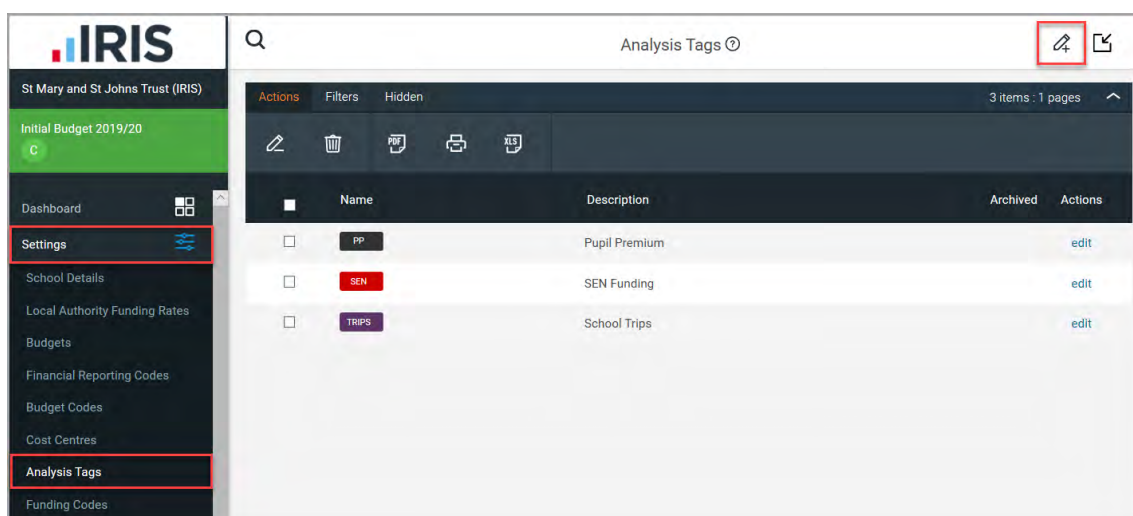 IRIS
St Mary and St Johns Trust (IRIS)
Initial Budget 2019/20
C
Dashboard
Settings
School Details
Local Authority Funding Rates
Budgets
Financial Reporting Codes
Budget Codes
Cost Centres
Analysis Tags
Funding Codes
Analysis Tags ?
Actions Filters Hidden 3 items : 1 pages
PDF XLS
Name Description Archived Actions
PP Pupil Premium edit
SEN SEN Funding edit
TRIPS School Trips edit